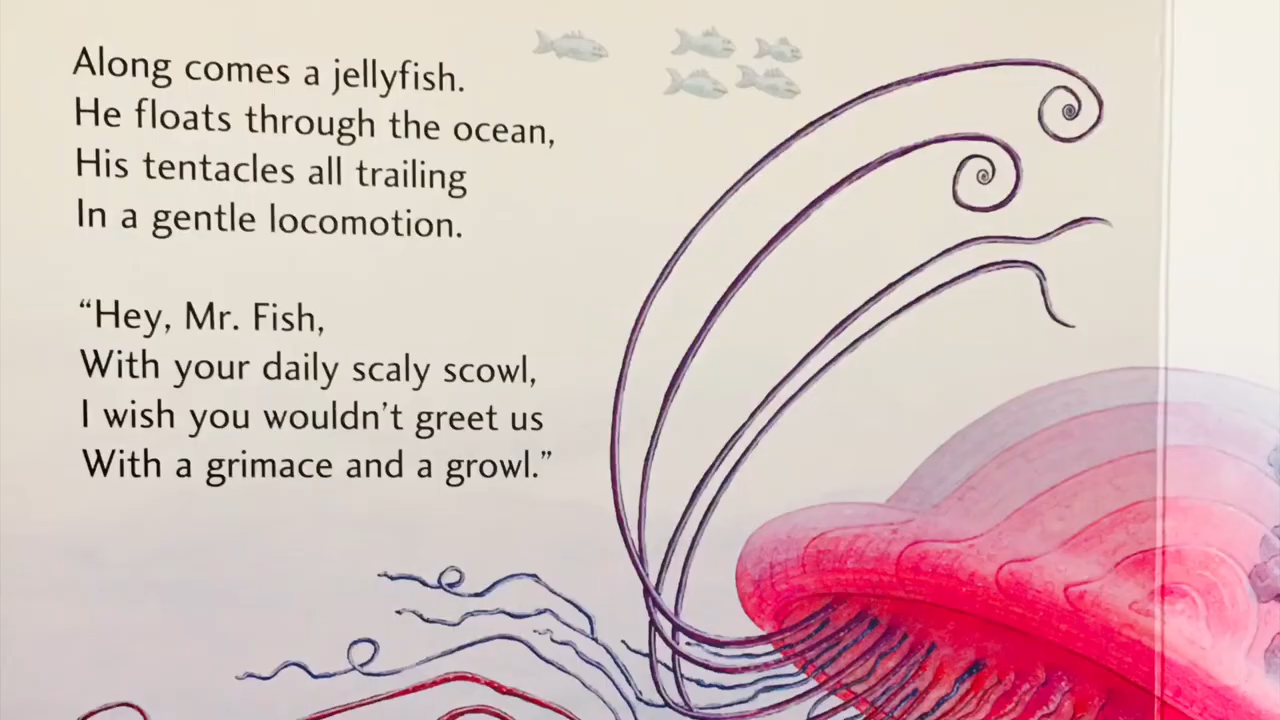 Along comes a jellyfish.
He floats through the ocean,
His tentacles all trailing
In a gentle locomotion.
“Hey, Mr. Fish,
With your daily scaly scowl,
I wish you wouldn’t greet us
With a grimace and a growl.”